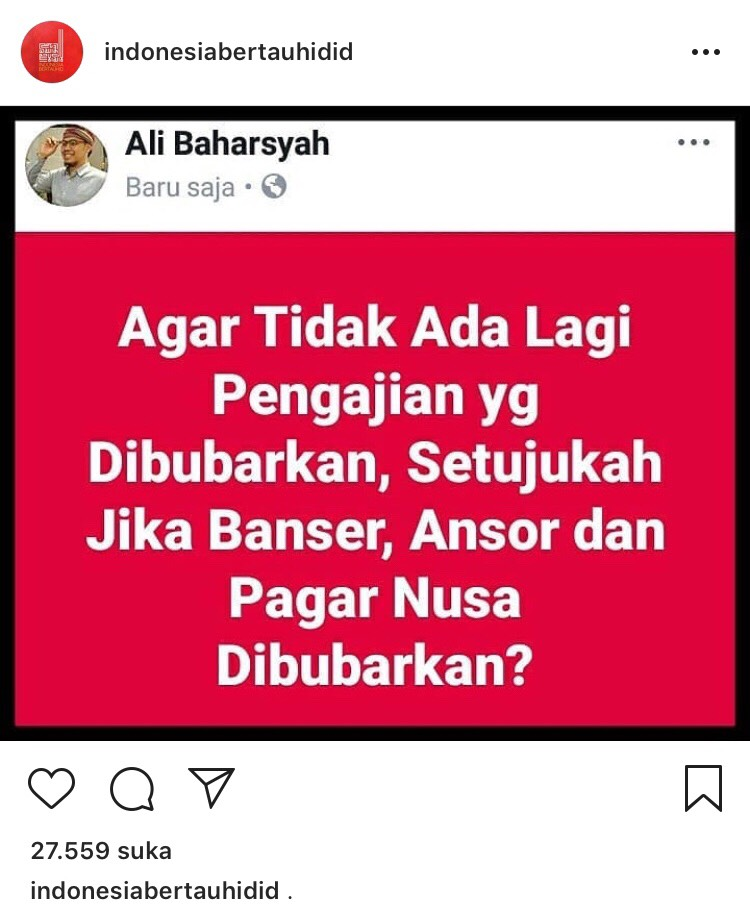 indonesiabertauhidid
Ali Baharsyah
Baru saja •
Agar Tidak Ada Lagi
Pengajian yg
Dibubarkan, Setujukah
Jika Banser, Ansor dan
Pagar Nusa
Dibubarkan?
27.559 suka
indonesiabertauhidid .